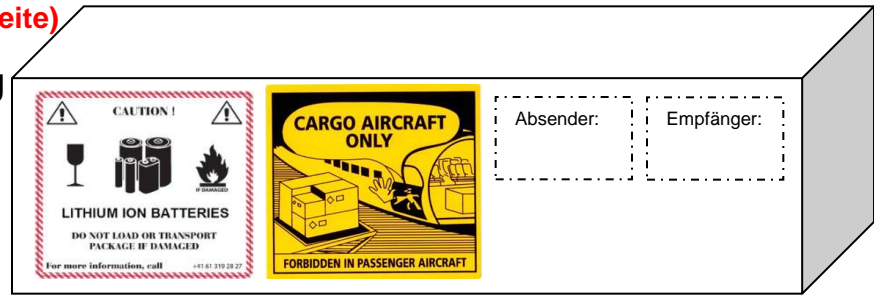 eite)
g
CAUTION !
IF DAMAGED
LITHIUM ION BATTERIES
DO NOT LOAD OR TRANSPORT
PACKAGE IF DAMAGED
For more information, call +41 61 319 28 27
CARGO AIRCRAFT
ONLY
FORBIDDEN IN PASSENGER AIRCRAFT
Absender:
Empfänger: